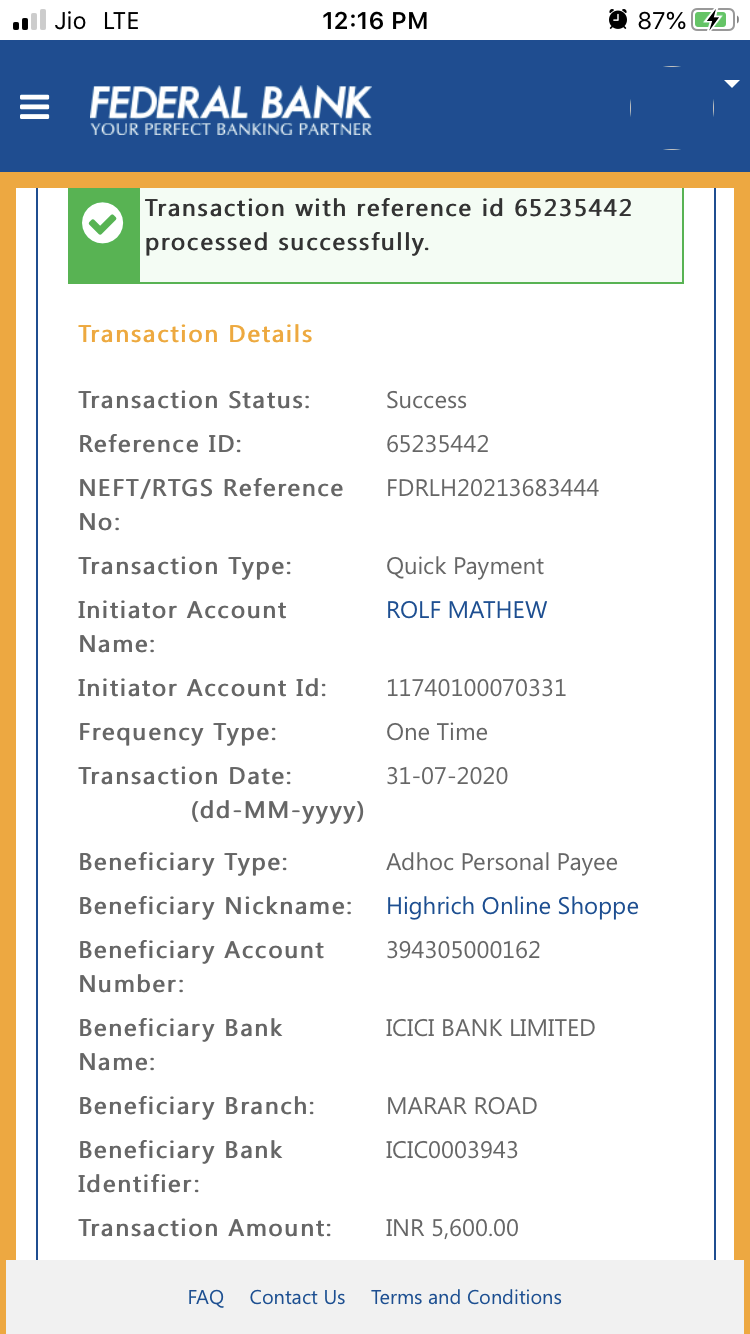 Jio LTE 12:16 PM 87%
FEDERAL BANK
YOUR PERFECT BANKING PARTNER
Transaction with reference id 65235442
processed successfully.
Transaction Details
Transaction Status: Success
Reference ID: 65235442
NEFT/RTGS Reference FDRLH20213683444
No:
Transaction Type: Quick Payment
Initiator Account ROLF MATHEW
Name:
Initiator Account Id: 11740100070331
Frequency Type: One Time
Transaction Date: 31-07-2020
(dd-MM-yyyy)
Beneficiary Type: Adhoc Personal Payee
Beneficiary Nickname: Highrich Online Shoppe
Beneficiary Account 394305000162
Number:
Beneficiary Bank ICICI BANK LIMITED
Name:
Beneficiary Branch: MARAR ROAD
Beneficiary Bank ICIC0003943
Identifier:
Transaction Amount: INR 5,600.00
FAQ Contact Us Terms and Conditions